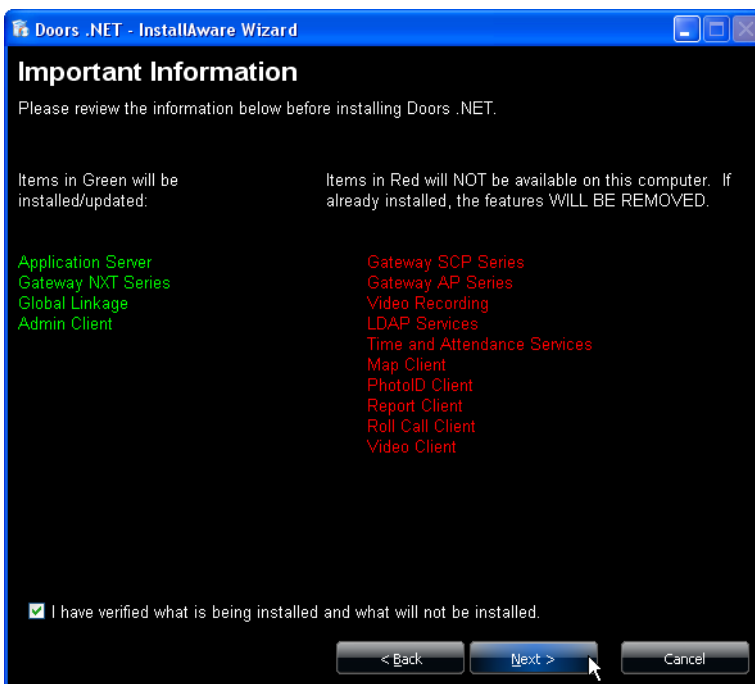 Doors .NET - InstallAware Wizard
Important Information
Please review the information below before installing Doors .NET.
Items in Green will be
installed/updated:
Items in Red will NOT be available on this computer. If
already installed, the features WILL BE REMOVED.
Application Server
Gateway NXT Series
Global Linkage
Admin Client
Gateway SCP Series
Gateway AP Series
Video Recording
LDAP Services
Time and Attendance Services
Map Client
PhotoID Client
Report Client
Roll Call Client
Video Client
I have verified what is being installed and what will not be installed.
< Back
Next >
Cancel